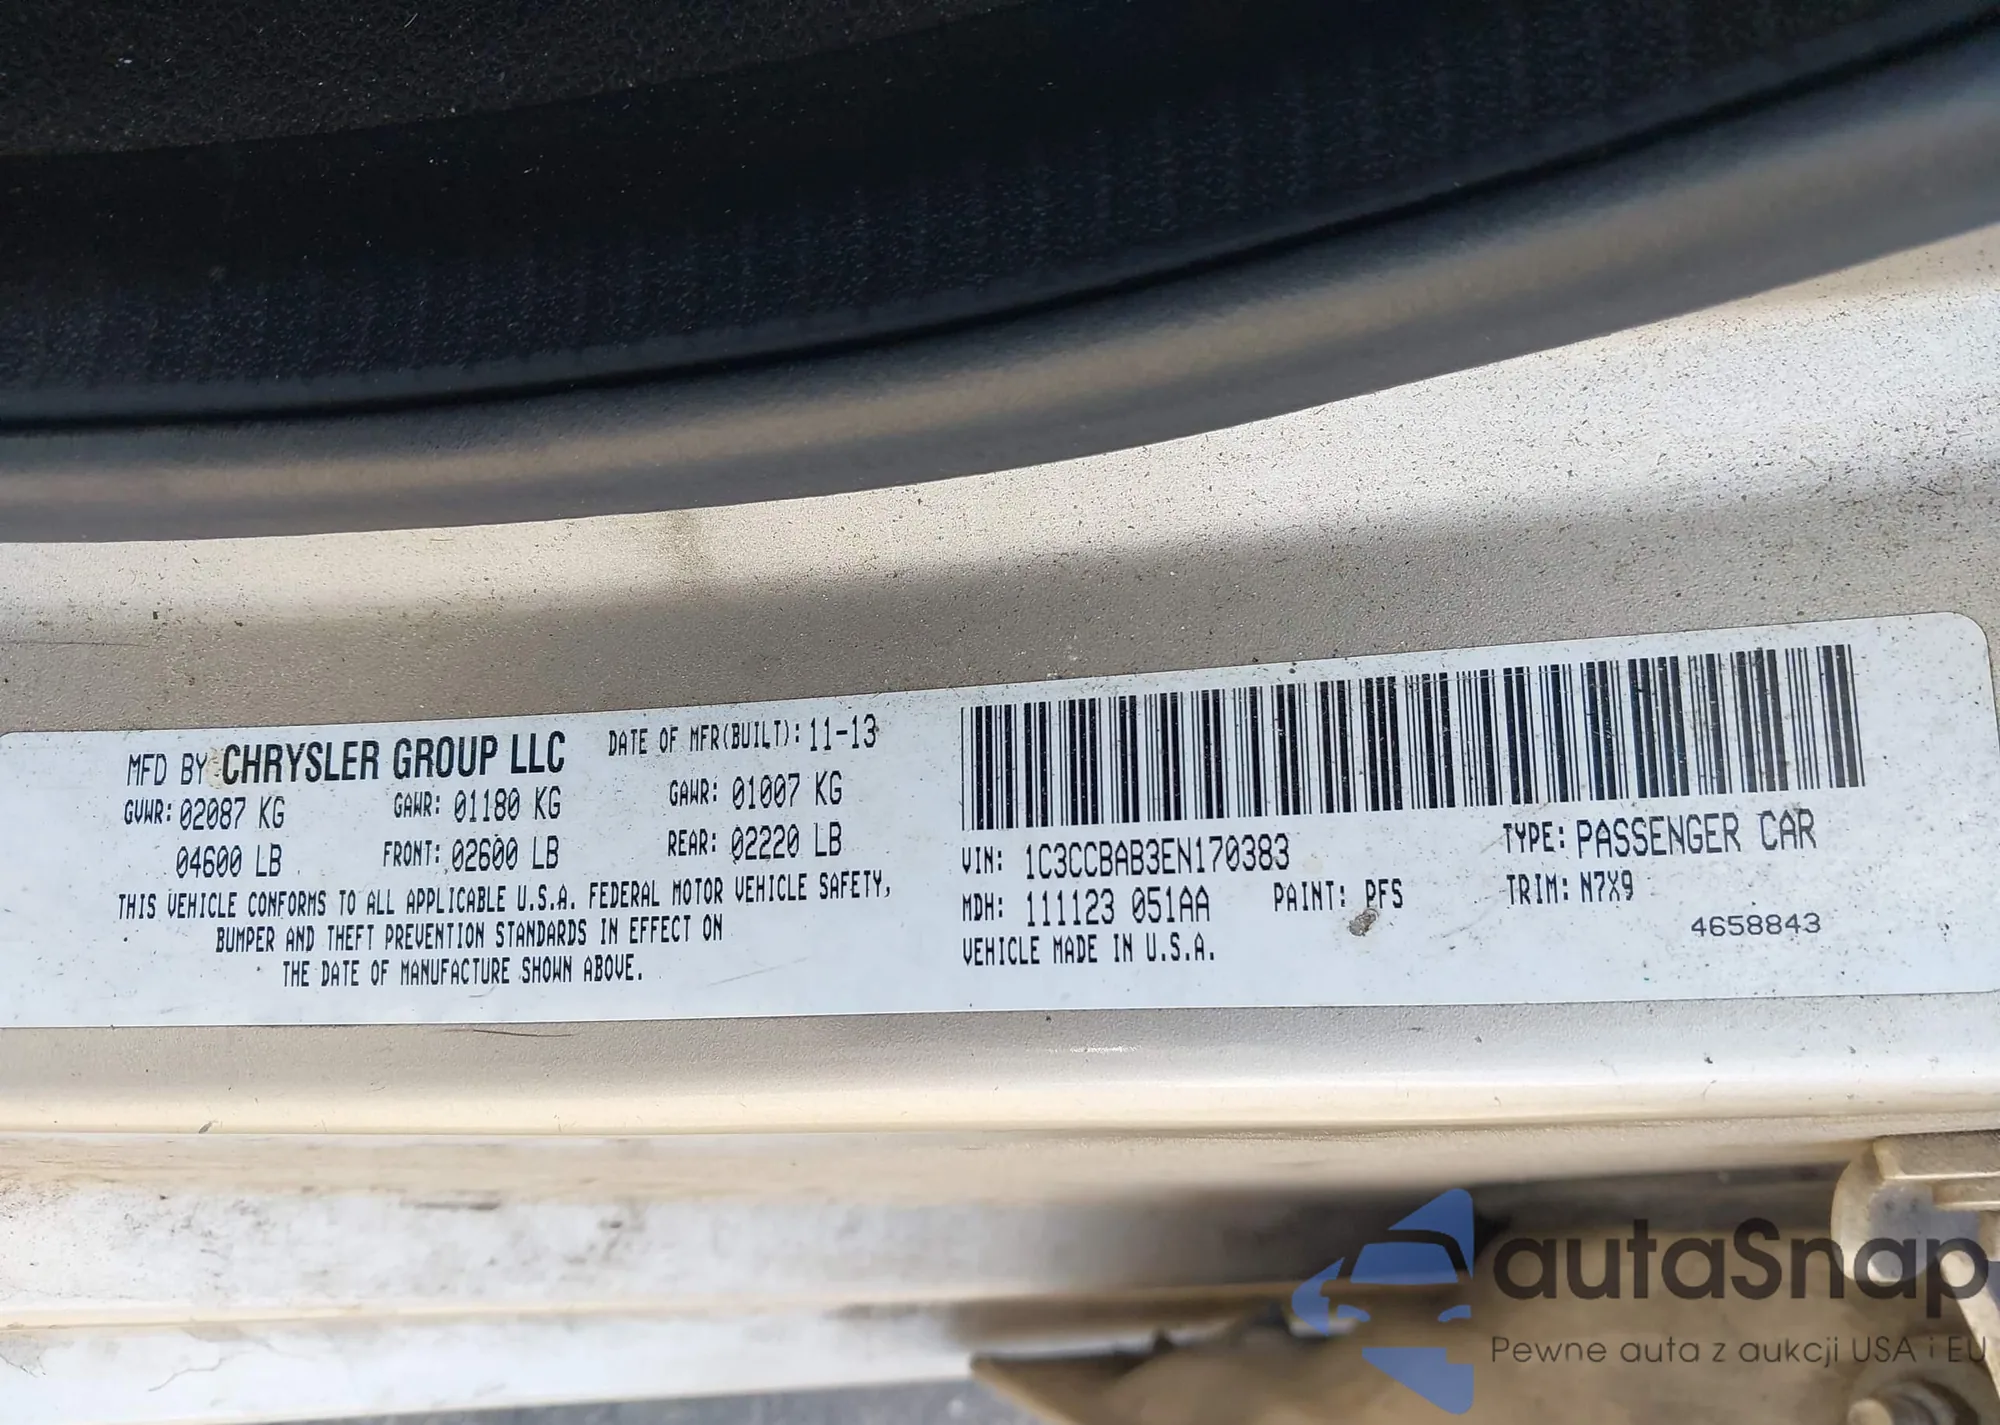 MFD BY CHRYSLER GROUP LLC DATE OF MFR(BUILT): 11-13
GVWR: 02087 KG GAWR: 01180 KG GAWR: 01007 KG
04600 LB FRONT: 02600 LB REAR: 02220 LB
THIS VEHICLE CONFORMS TO ALL APPLICABLE U.S.A. FEDERAL MOTOR VEHICLE SAFETY,
BUMPER AND THEFT PREVENTION STANDARDS IN EFFECT ON
THE DATE OF MANUFACTURE SHOWN ABOVE.
VIN: 1C3CCBAB3EN170383 TYPE: PASSENGER CAR
MDH: 111123 051AA PAINT: PFS TRIM: N7X9
VEHICLE MADE IN U.S.A. 4658843
autaSnap
Pewne auta z aukcji USA i EU